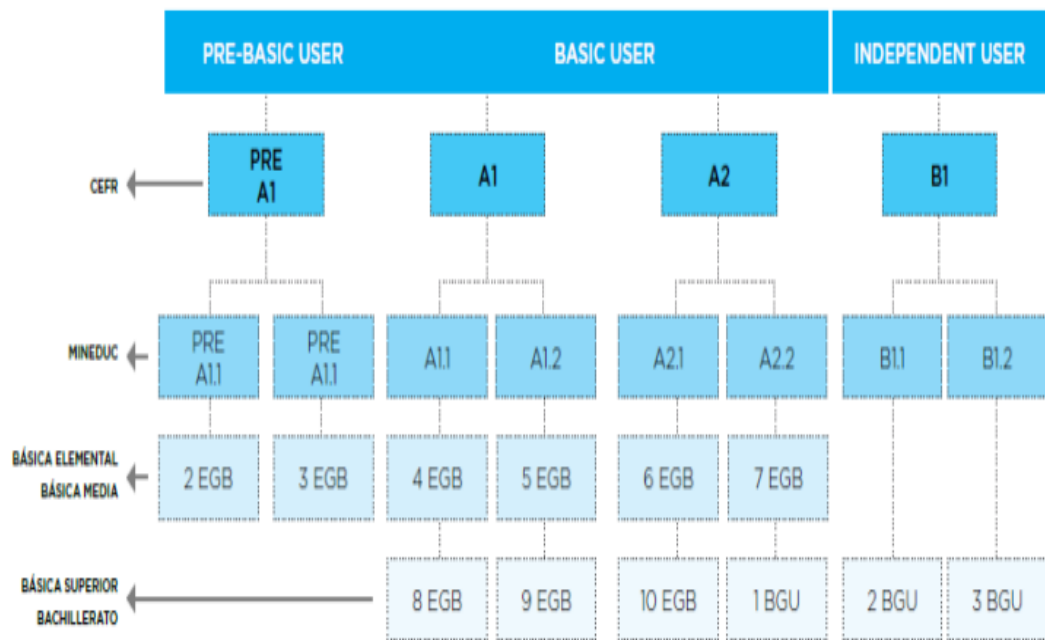 PRE-BASIC USER BASIC USER INDEPENDENT USER
CEFR
PRE
A1
A1
A2
B1
MINEDUC
PRE
A1.1
PRE
A1.1
A1.1
A1.2
A2.1
A2.2
B1.1
B1.2
BÁSICA ELEMENTAL
BÁSICA MEDIA
2 EGB
3 EGB
4 EGB
5 EGB
6 EGB
7 EGB
BÁSICA SUPERIOR
BACHILLERATO
8 EGB
9 EGB
10 EGB
1 BGU
2 BGU
3 BGU